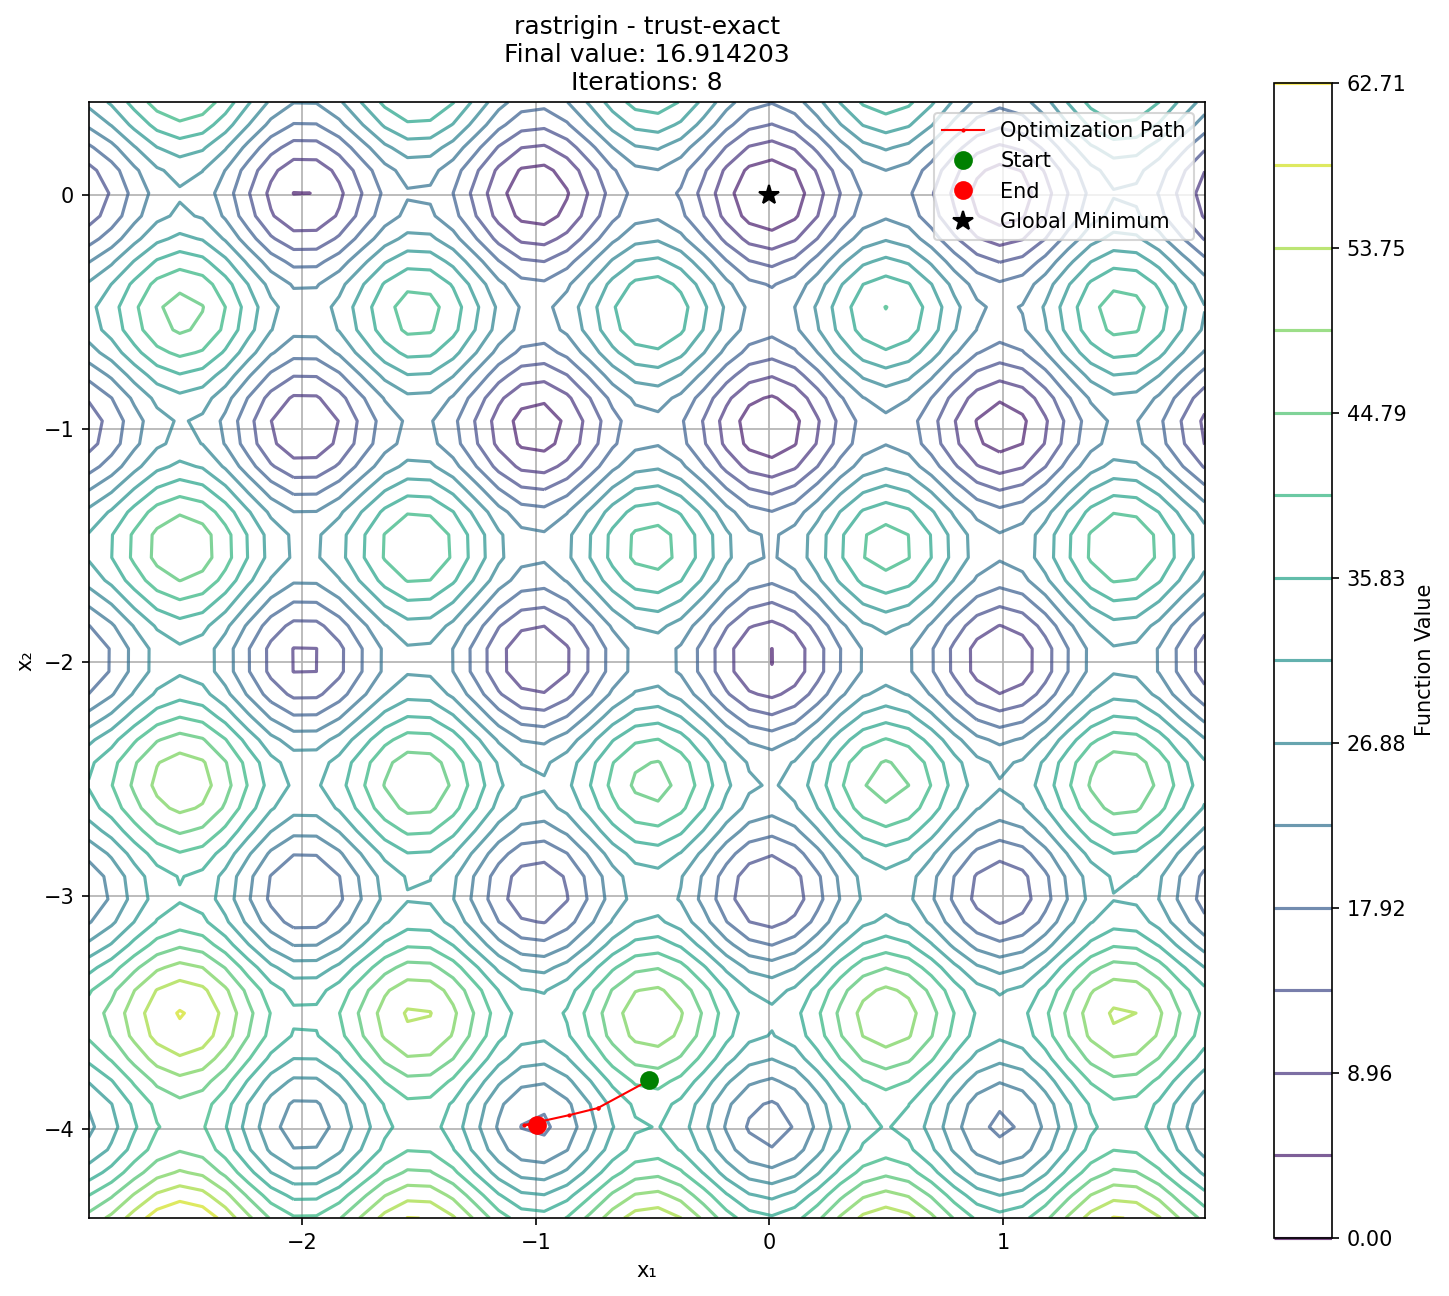 rastrigin - trust-exact
Final value: 16.914203
Iterations: 8
Optimization Path
Start
End
Global Minimum
0
−1
−2
−3
−4
x₂
−2
−1
0
1
x₁
62.71
53.75
44.79
35.83
26.88
17.92
8.96
0.00
Function Value